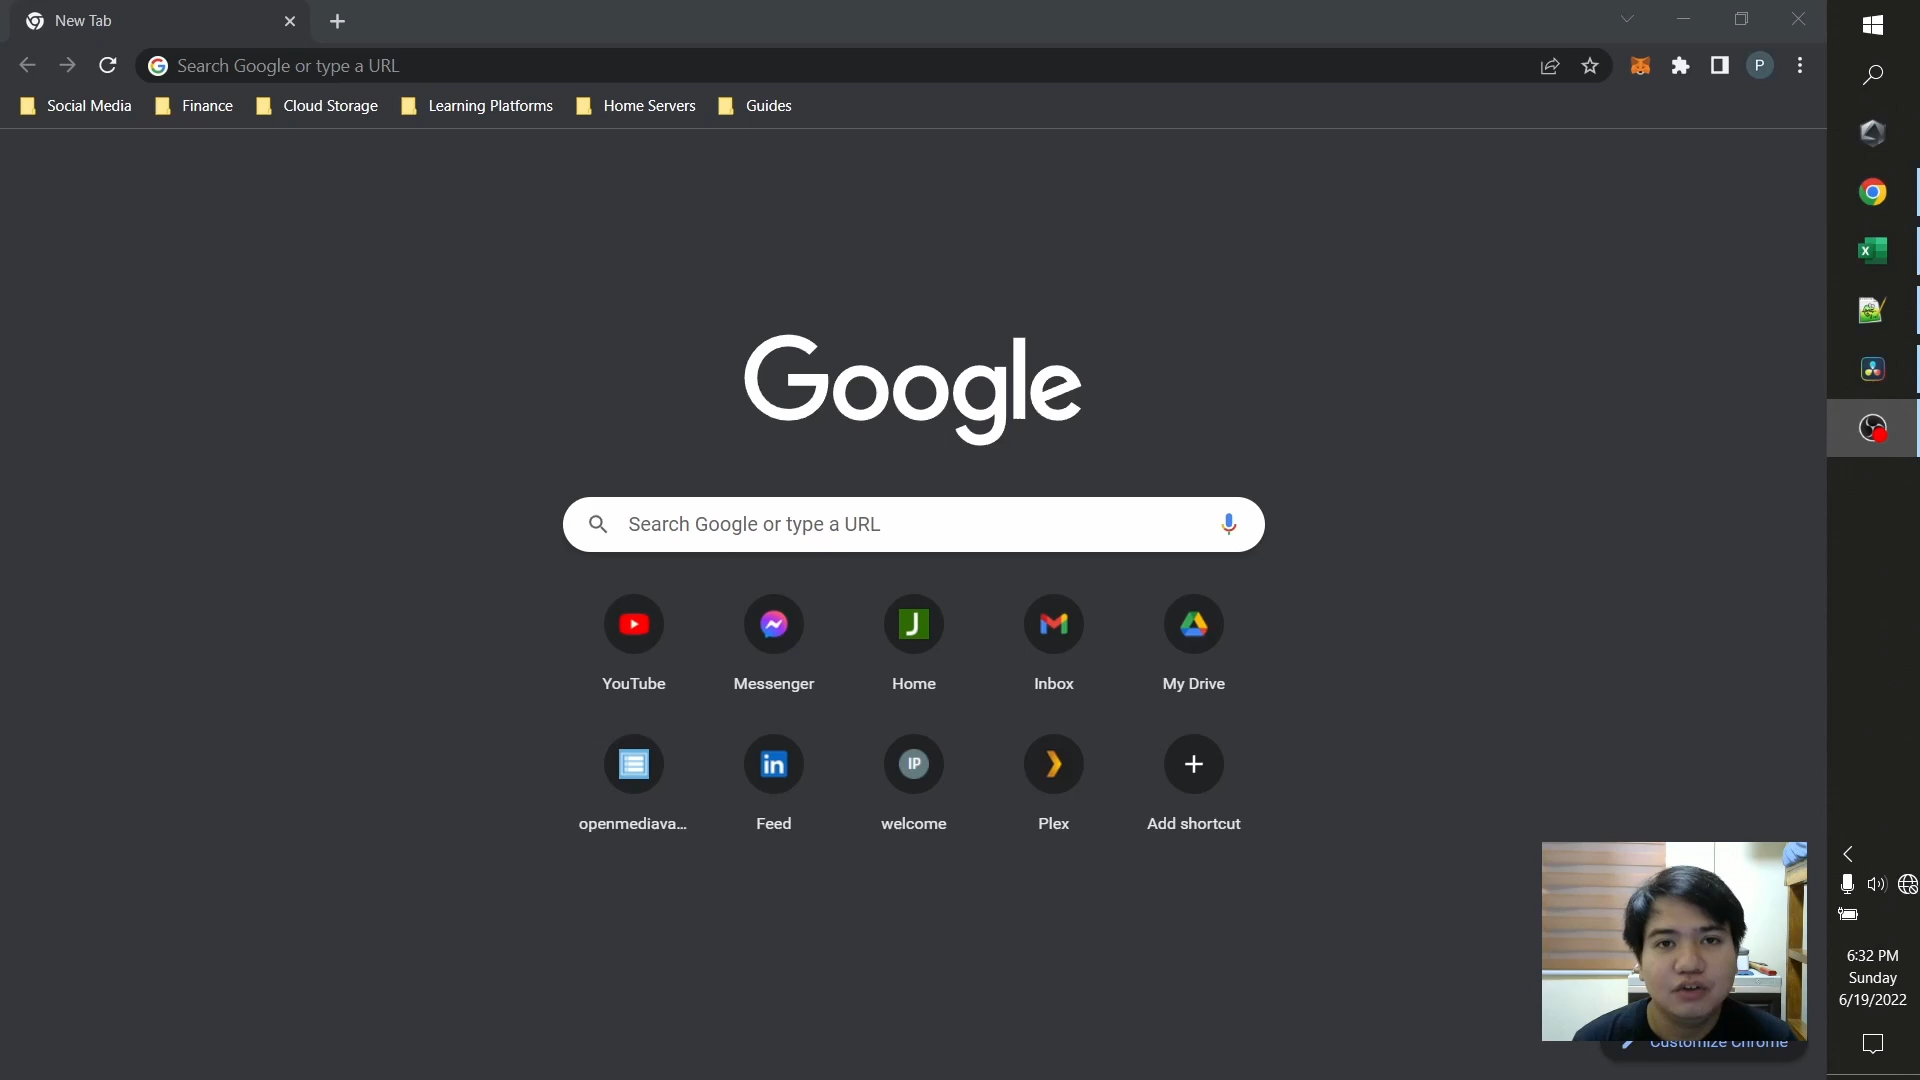 New Tab
Search Google or type a URL
P
Social Media Finance Cloud Storage Learning Platforms Home Servers Guides
Google
Search Google or type a URL
YouTube Messenger Home Inbox My Drive
openmediava... Feed welcome Plex Add shortcut
Customize Chrome
6:32 PM
Sunday
6/19/2022